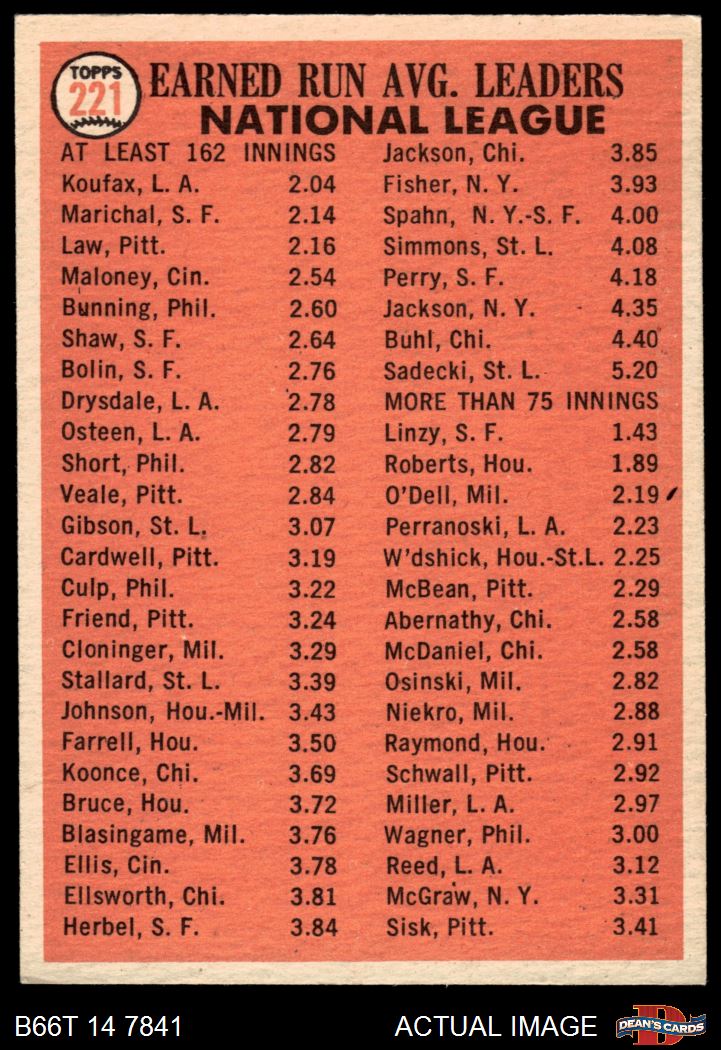 TOPPS
221
EARNED RUN AVG. LEADERS
NATIONAL LEAGUE
AT LEAST 162 INNINGS
Koufax, L. A. 2.04
Marichal, S. F. 2.14
Law, Pitt. 2.16
Maloney, Cin. 2.54
Bunning, Phil. 2.60
Shaw, S. F. 2.64
Bolin, S. F. 2.76
Drysdale, L. A. 2.78
Osteen, L. A. 2.79
Short, Phil. 2.82
Veale, Pitt. 2.84
Gibson, St. L. 3.07
Cardwell, Pitt. 3.19
Culp, Phil. 3.22
Friend, Pitt. 3.24
Cloninger, Mil. 3.29
Stallard, St. L. 3.39
Johnson, Hou.-Mil. 3.43
Farrell, Hou. 3.50
Koonce, Chi. 3.69
Bruce, Hou. 3.72
Blasingame, Mil. 3.76
Ellis, Cin. 3.78
Ellsworth, Chi. 3.81
Herbel, S. F. 3.84
Jackson, Chi. 3.85
Fisher, N. Y. 3.93
Spahn, N. Y.-S. F. 4.00
Simmons, St. L. 4.08
Perry, S. F. 4.18
Jackson, N. Y. 4.35
Buhl, Chi. 4.40
Sadecki, St. L. 5.20
MORE THAN 75 INNINGS
Linzy, S. F. 1.43
Roberts, Hou. 1.89
O'Dell, Mil. 2.19
Perranoski, L. A. 2.23
W'dshick, Hou.-St.L. 2.25
McBean, Pitt. 2.29
Abernathy, Chi. 2.58
McDaniel, Chi. 2.58
Osinski, Mil. 2.82
Niekro, Mil. 2.88
Raymond, Hou. 2.91
Schwall, Pitt. 2.92
Miller, L. A. 2.97
Wagner, Phil. 3.00
Reed, L. A. 3.12
McGraw, N. Y. 3.31
Sisk, Pitt. 3.41
B66T 14 7841
ACTUAL IMAGE
D
DEAN'S CARDS